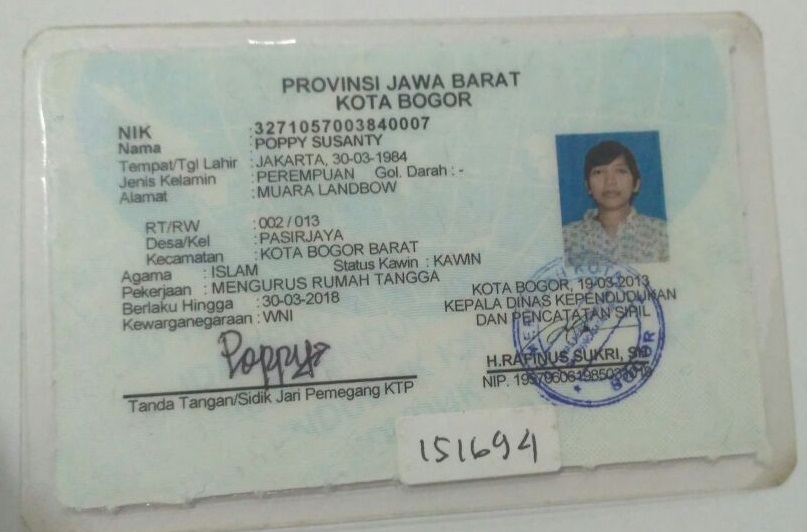 PROVINSI JAWA BARAT
KOTA BOGOR
NIK : 3271057003840007
Nama : POPPY SUSANTY
Tempat/Tgl Lahir : JAKARTA, 30-03-1984
Jenis Kelamin : PEREMPUAN Gol. Darah : -
Alamat : MUARA LANDBOW
RT/RW : 002 / 013
Desa/Kel : PASIRJAYA
Kecamatan : KOTA BOGOR BARAT
Agama : ISLAM Status Kawin : KAWIN
Pekerjaan : MENGURUS RUMAH TANGGA
Berlaku Hingga : 30-03-2018
Kewarganegaraan : WNI
KOTA BOGOR, 19-03-2013
KEPALA DINAS KEPENDUDUKAN
DAN PENCATATAN SIPIL
Poppy
H.RAFINUS SUKRI, SH
NIP.
Tanda Tangan/Sidik Jari Pemegang KTP
151694